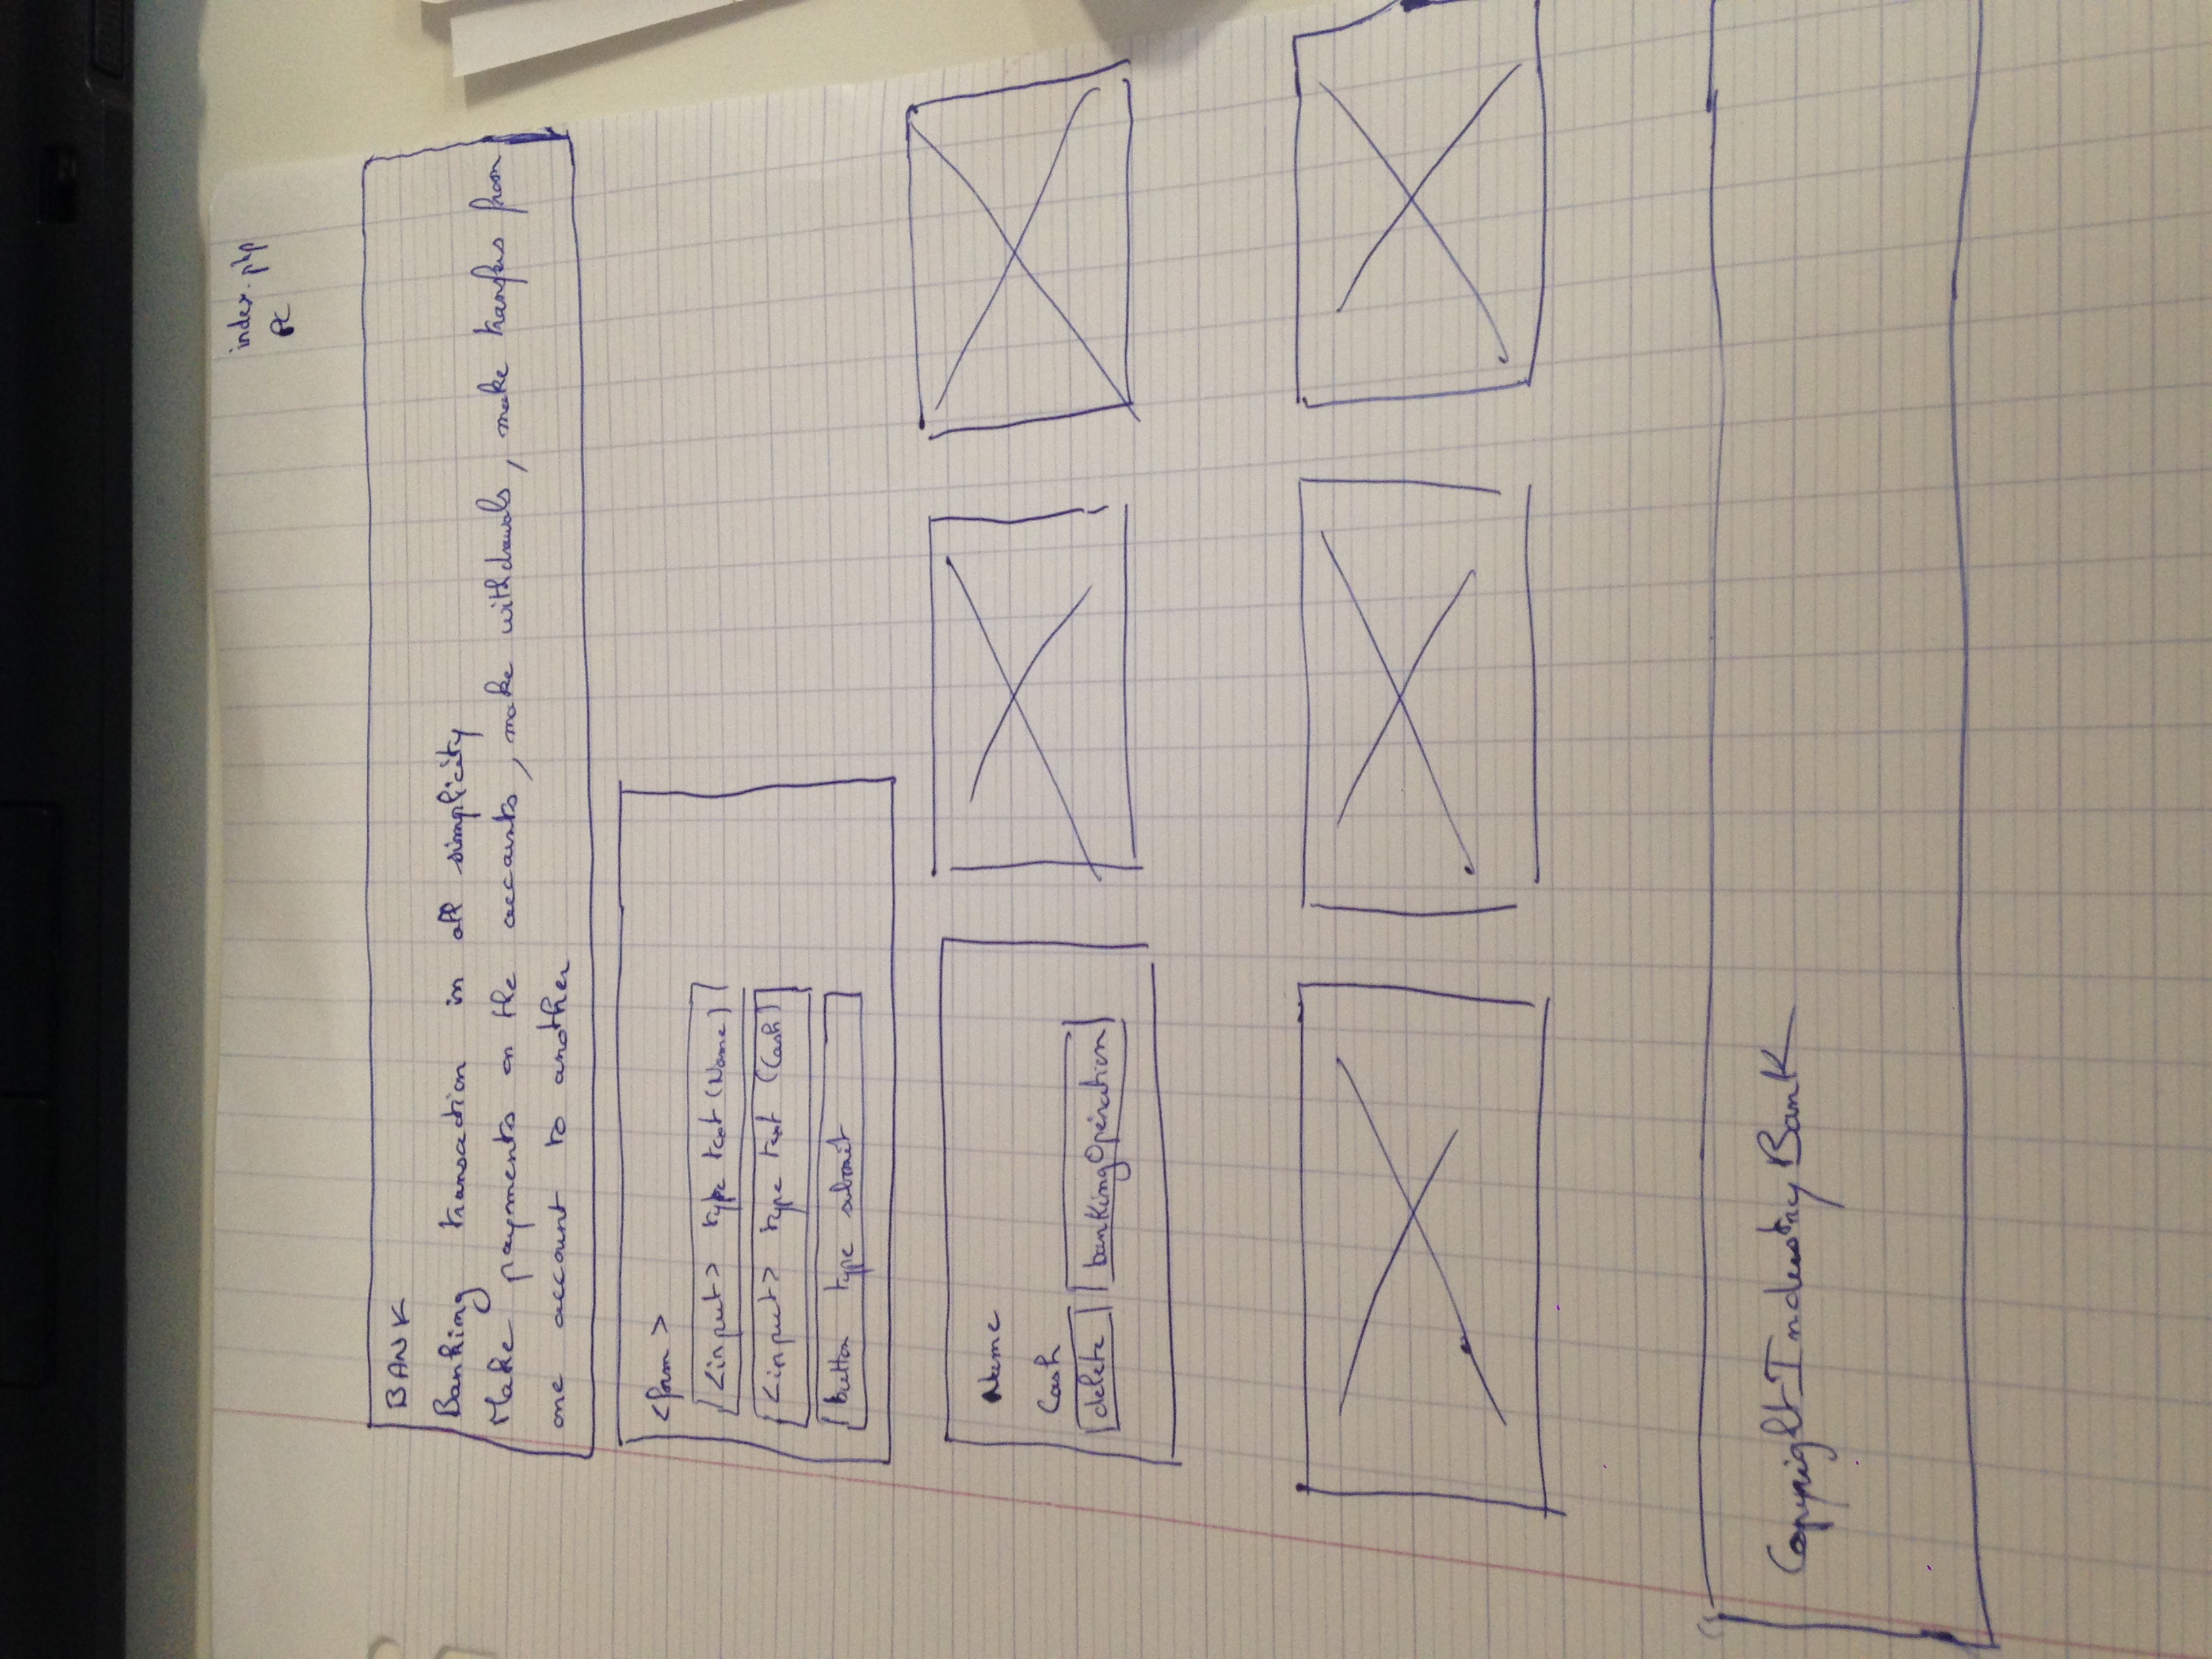 index.php
PC
BANK
Banking transaction in all simplicity
Make payments on the accounts, make withdrawals, make transfers from
one account to another
<form>
<input> type text (Name)
<input> type text (Cash)
button type submit
Name
Cash
delete bankingOperation
Copyright Industry Bank